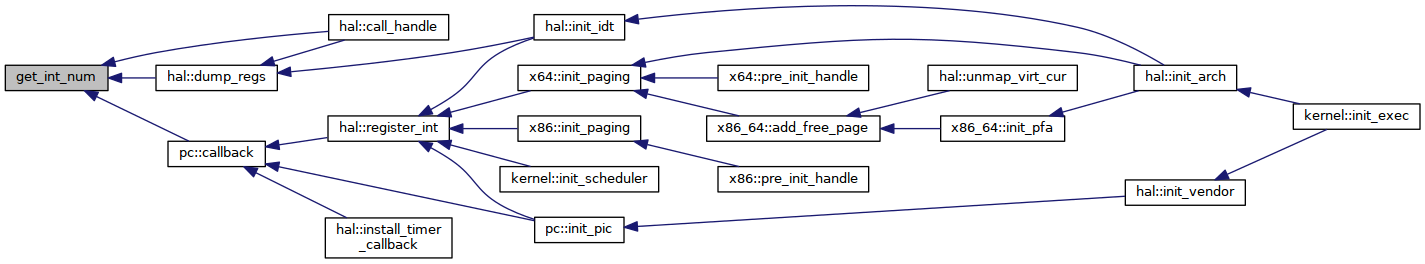 get_int_num
hal::call_handle
hal::dump_regs
pc::callback
hal::register_int
hal::install_timer
_callback
hal::init_idt
x64::init_paging
x86::init_paging
kernel::init_scheduler
pc::init_pic
x64::pre_init_handle
x86_64::add_free_page
x86::pre_init_handle
hal::unmap_virt_cur
x86_64::init_pfa
hal::init_arch
hal::init_vendor
kernel::init_exec